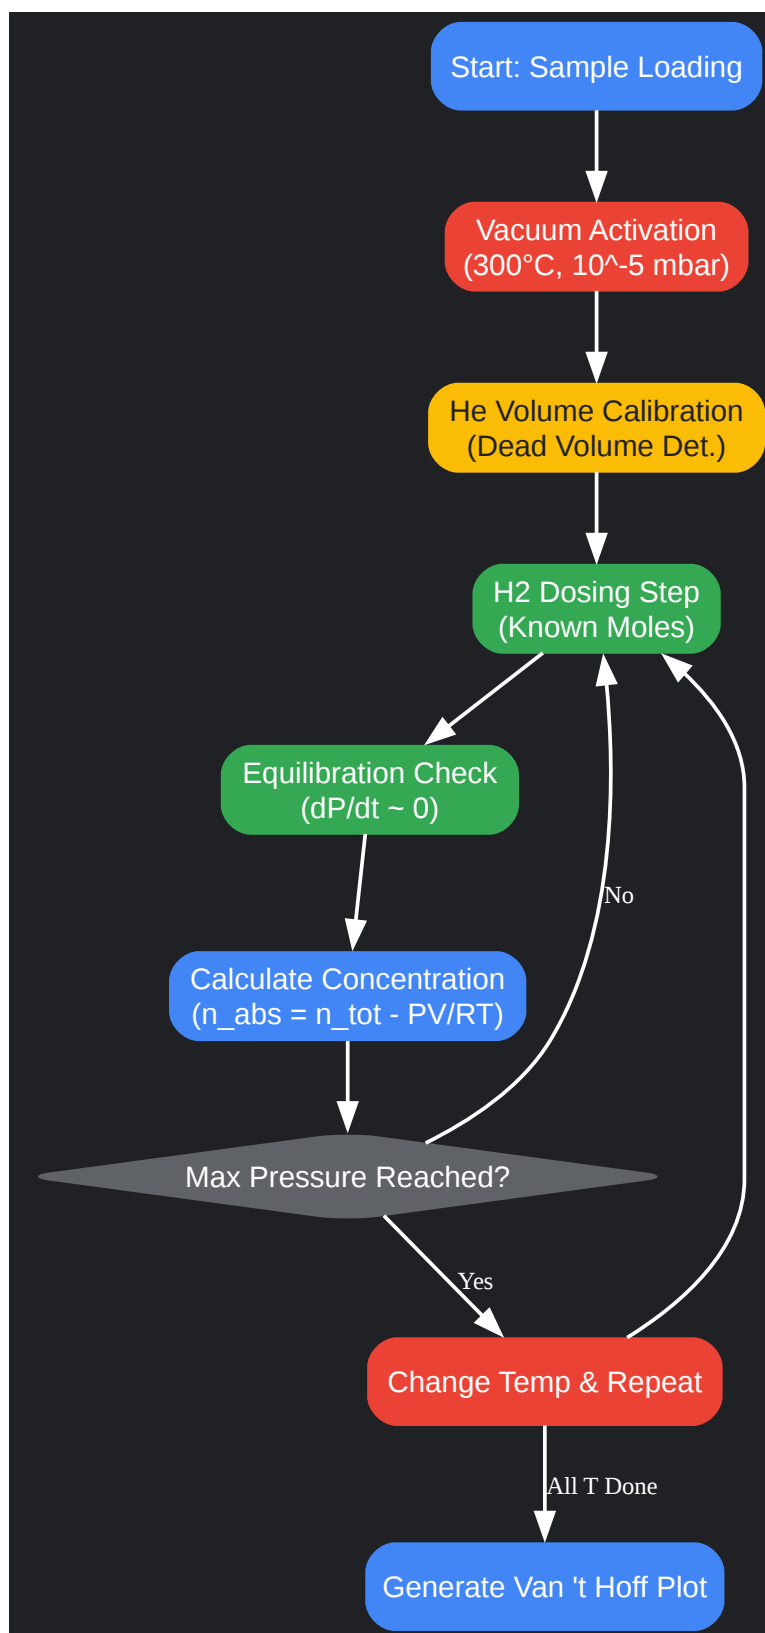 Start: Sample Loading
Vacuum Activation
(300°C, 10^-5 mbar)
He Volume Calibration
(Dead Volume Det.)
H2 Dosing Step
(Known Moles)
Equilibration Check
(dP/dt ~ 0)
No
Calculate Concentration
(n_abs = n_tot - PV/RT)
Max Pressure Reached?
Yes
Change Temp & Repeat
All T Done
Generate Van 't Hoff Plot